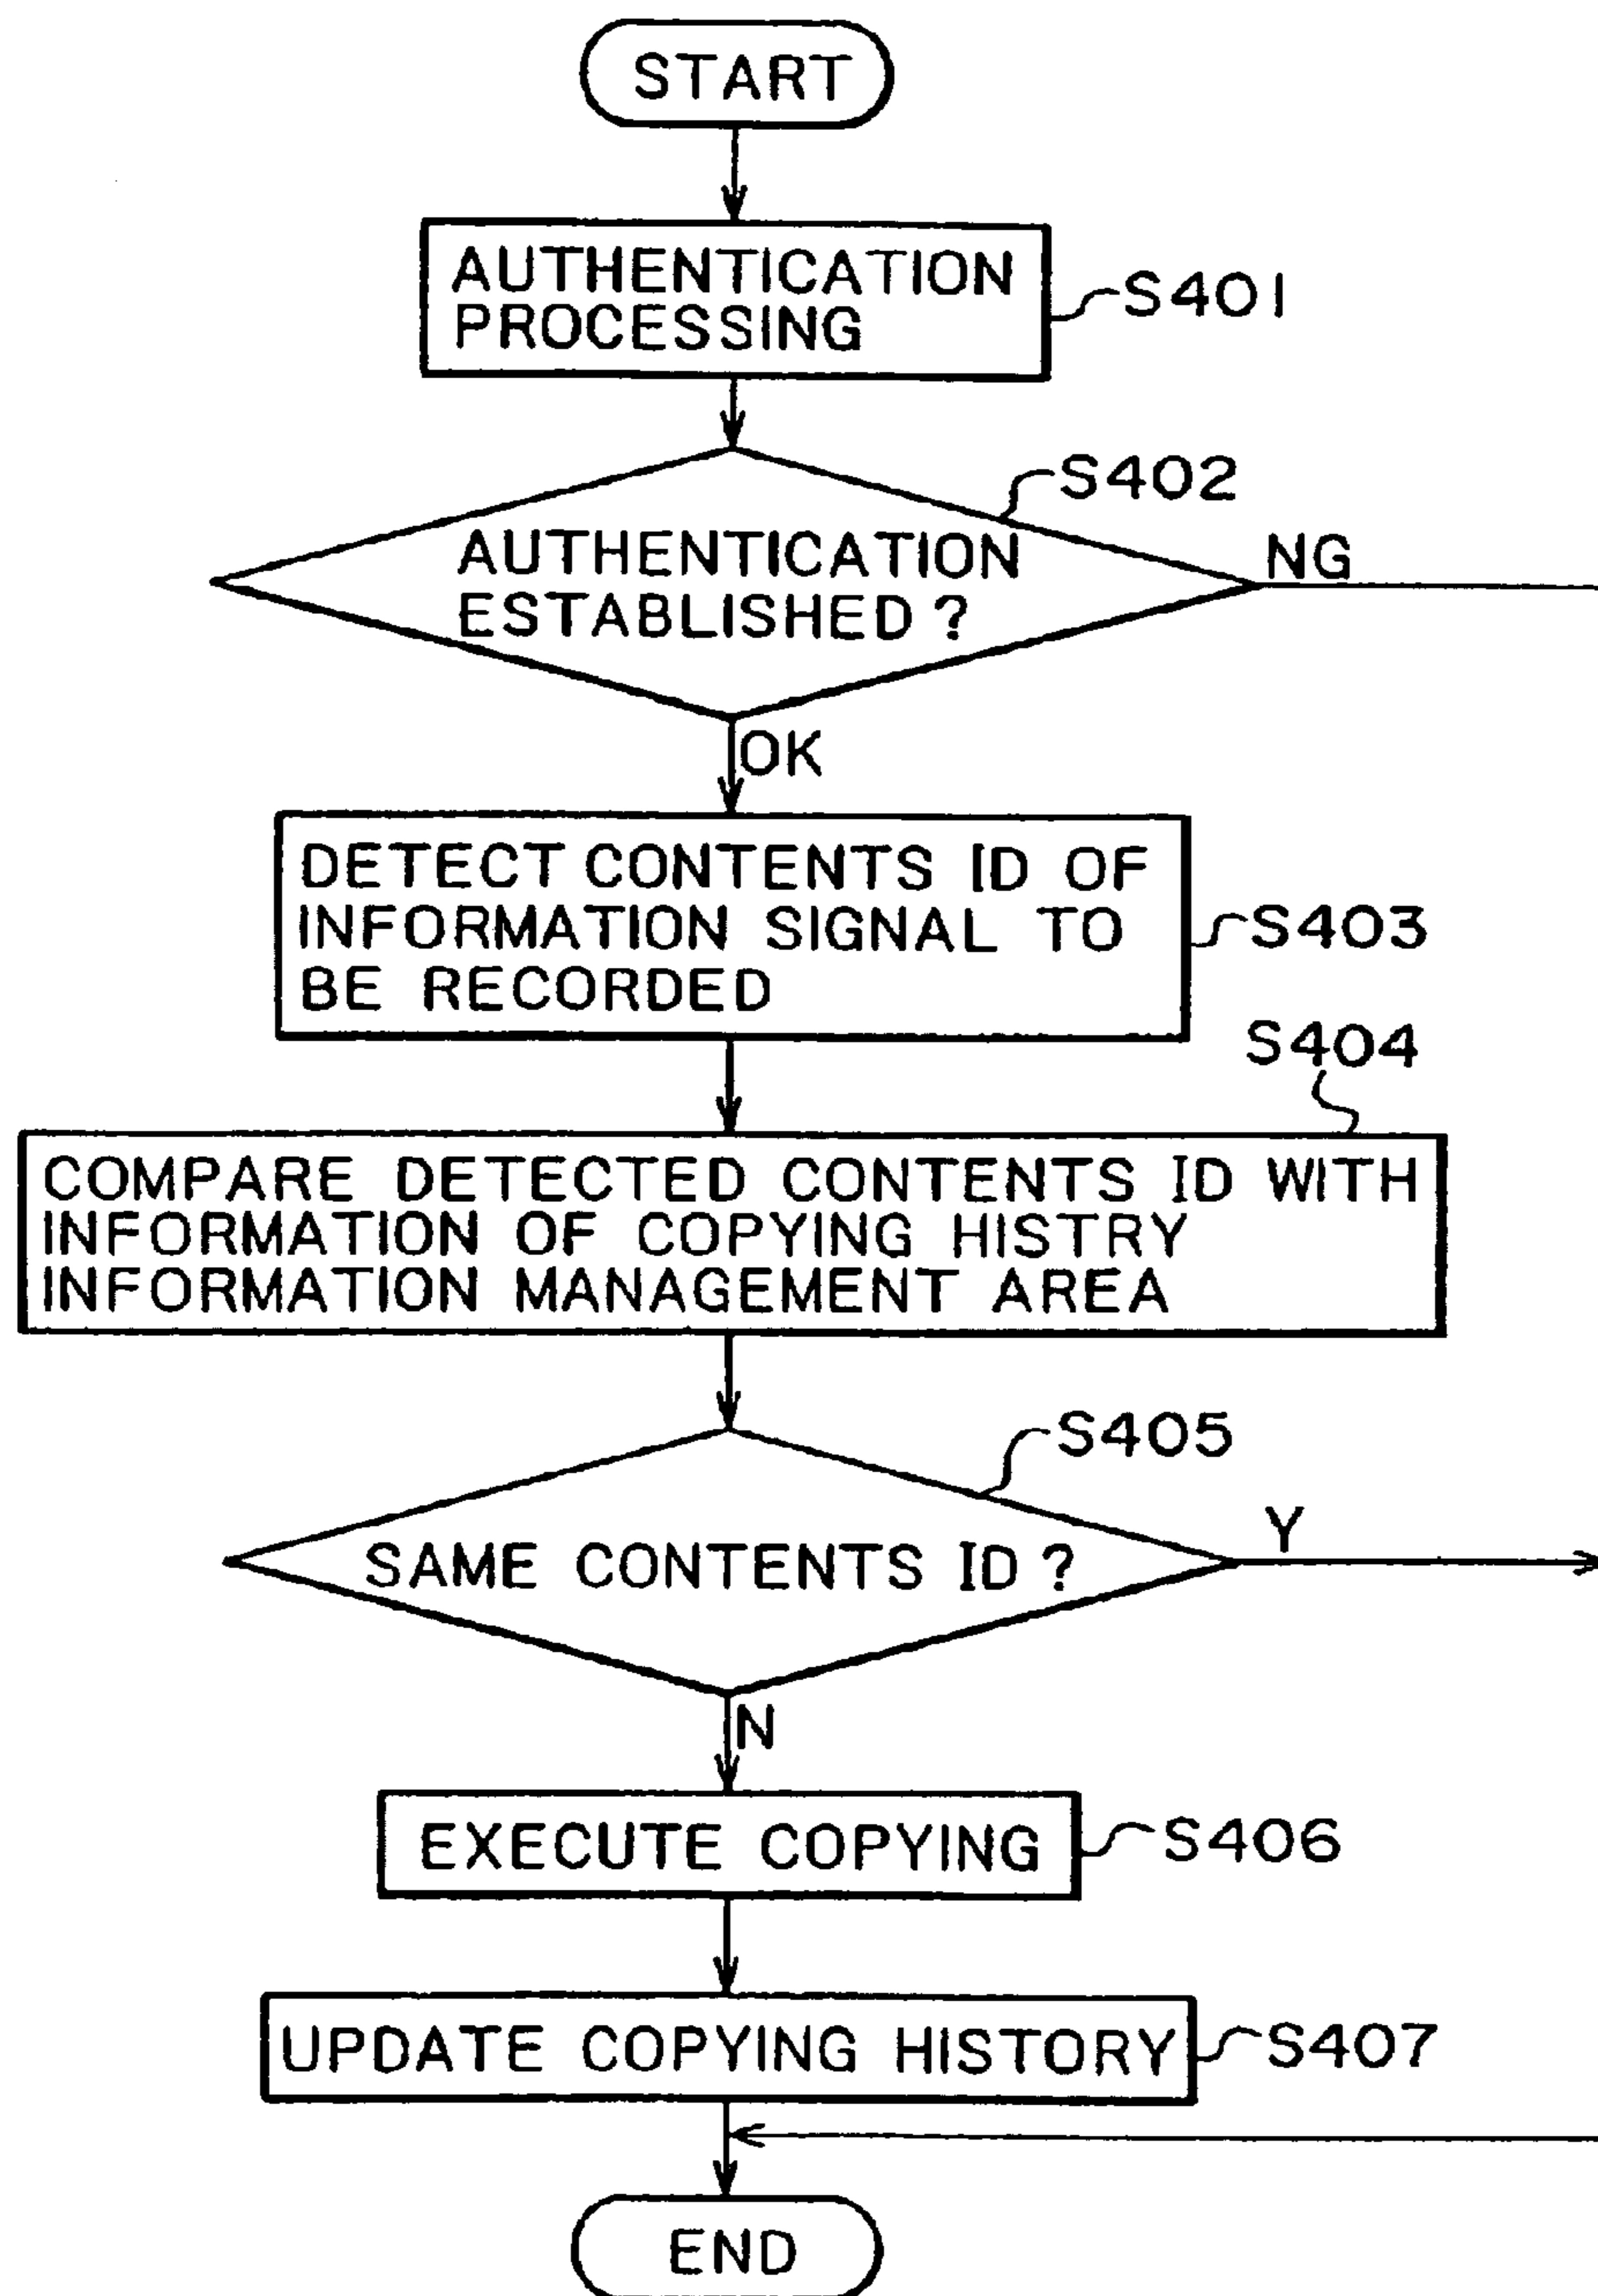 START
AUTHENTICATION
PROCESSING
S401
S402
AUTHENTICATION
ESTABLISHED?
NG
OK
DETECT CONTENTS ID OF
INFORMATION SIGNAL TO
BE RECORDED
S403
S404
COMPARE DETECTED CONTENTS ID WITH
INFORMATION OF COPYING HISTRY
INFORMATION MANAGEMENT AREA
S405
SAME CONTENTS ID?
Y
N
EXECUTE COPYING
S406
UPDATE COPYING HISTORY
S407
END